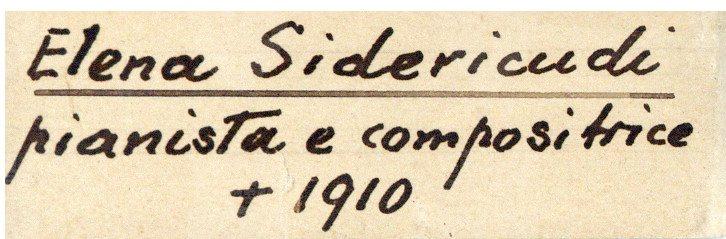 Elena Sidericudi
pianista e compositrice
+ 1910